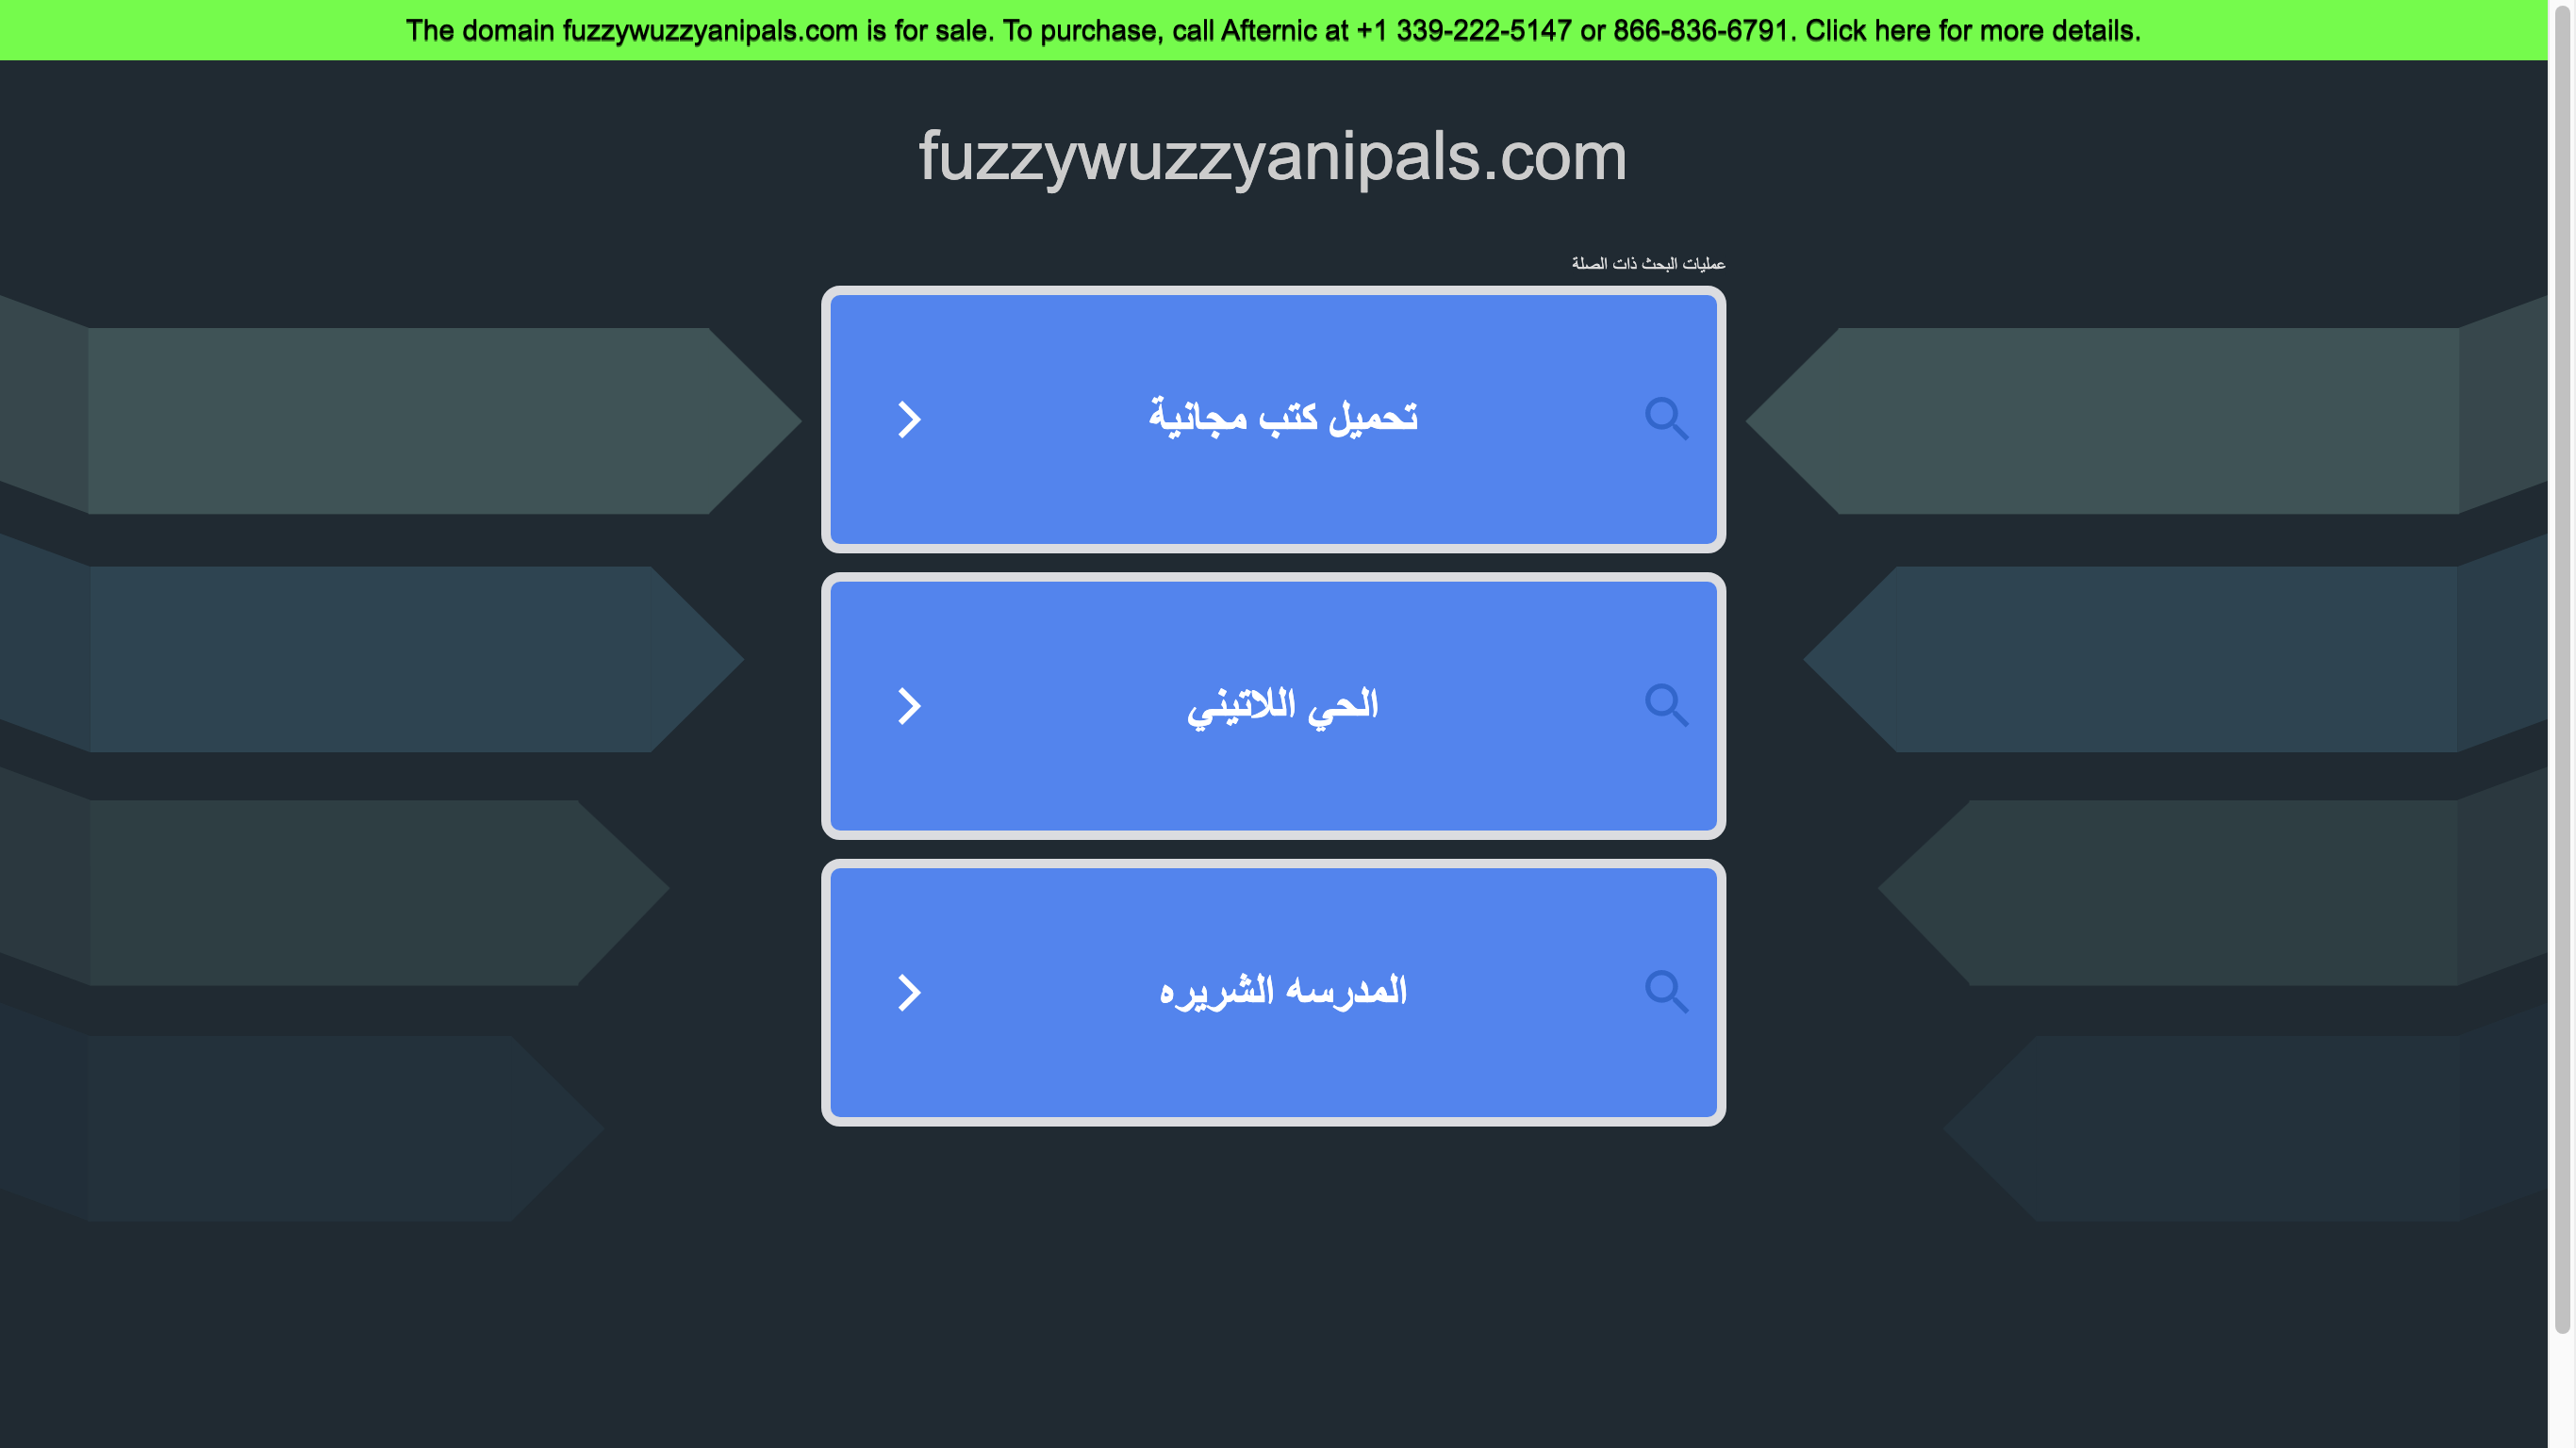 The domain fuzzywuzzyanipals.com is for sale. To purchase, call Afternic at +1 339-222-5147 or 866-836-6791. Click here for more details.
fuzzywuzzyanipals.com
عمليات البحث ذات الصلة
تحميل كتب مجانية
الحي اللاتيني
المدرسه الشريره